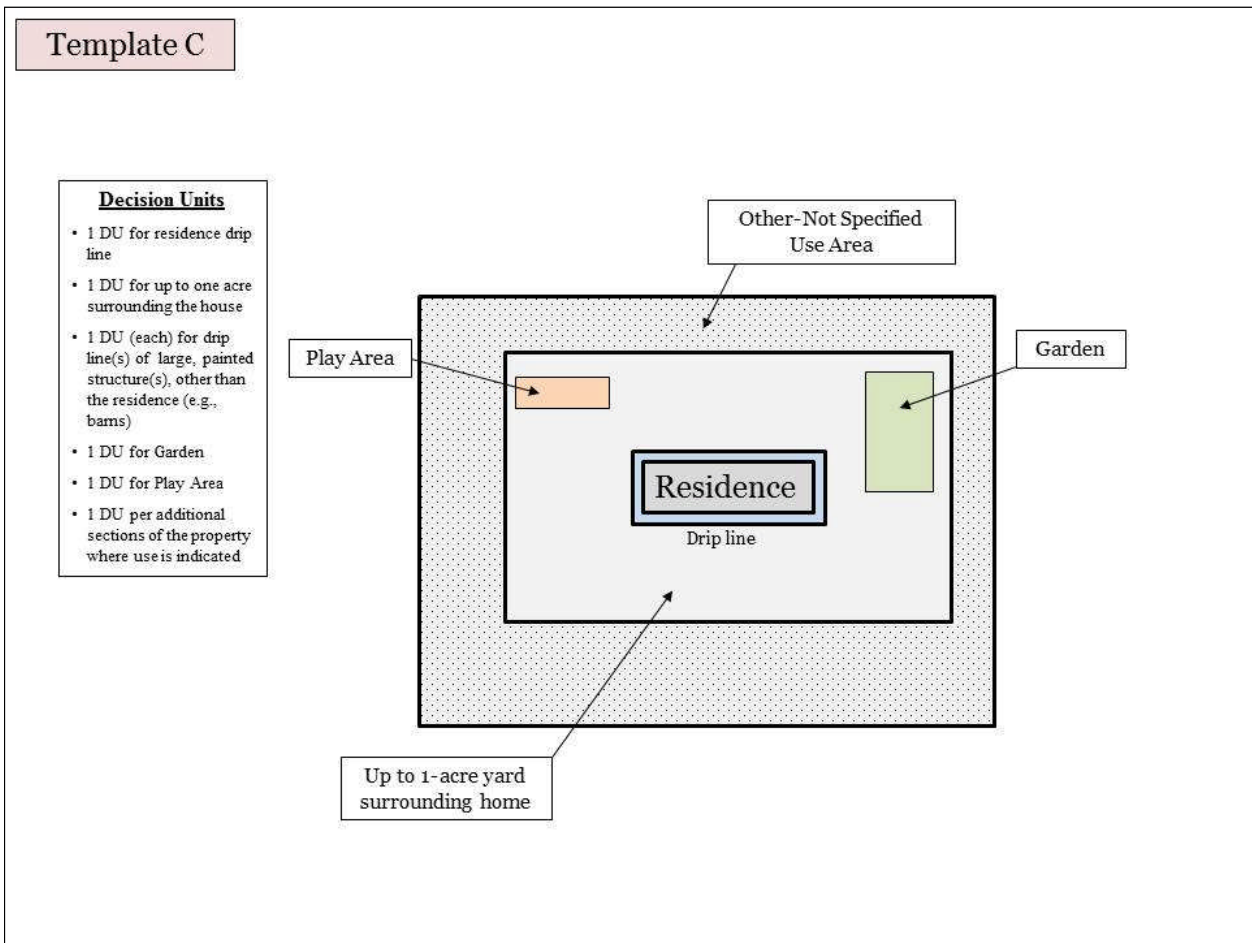 Template C
Decision Units
• 1 DU for residence drip
line
• 1 DU for up to one acre
surrounding the house
• 1 DU (each) for drip
line(s) of large, painted
structure(s), other than
the residence (e.g.,
barns)
• 1 DU for Garden
• 1 DU for Play Area
• 1 DU per additional
sections of the property
where use is indicated
Other-Not Specified
Use Area
Play Area
Garden
Residence
Drip line
Up to 1-acre yard
surrounding home